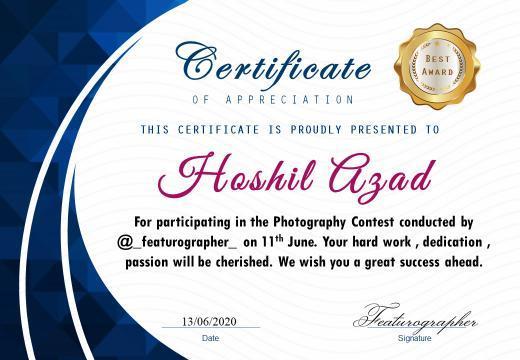 Certificate
OF APPRECIATION
BEST
AWARD
THIS CERTIFICATE IS PROUDLY PRESENTED TO
Hoshil Azad
For participating in the Photography Contest conducted by
@_featurographer_ on 11th June. Your hard work , dedication ,
passion will be cherished. We wish you a great success ahead.
13/06/2020
Date
Featurographer
Signature